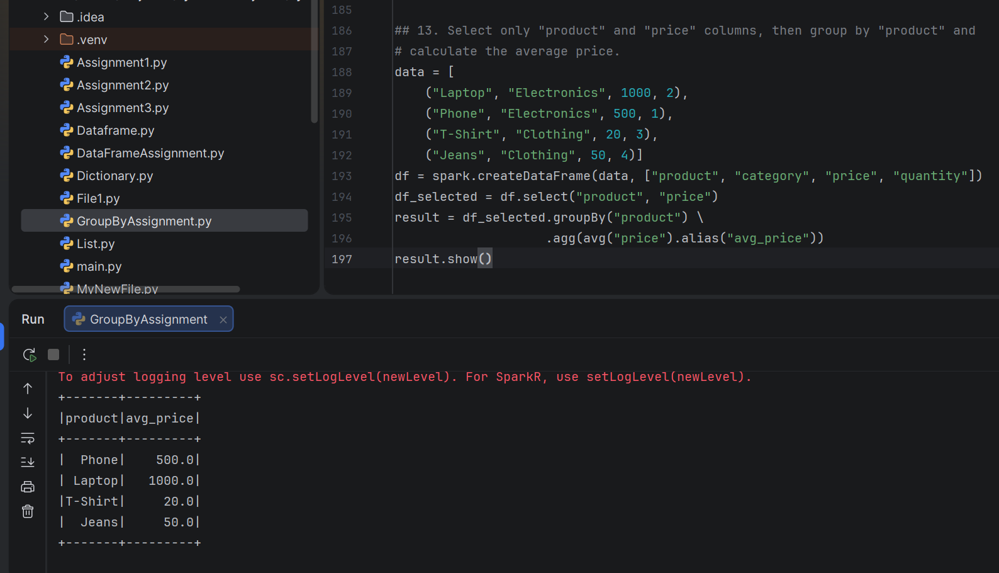 .idea
.venv
Assignment1.py
Assignment2.py
Assignment3.py
Dataframe.py
DataFrameAssignment.py
Dictionary.py
File1.py
GroupByAssignment.py
List.py
main.py
MyNewFile.py
185
186 ## 13. Select only "product" and "price" columns, then group by "product" and
187 # calculate the average price.
188 data = [
189 ("Laptop", "Electronics", 1000, 2),
190 ("Phone", "Electronics", 500, 1),
191 ("T-Shirt", "Clothing", 20, 3),
192 ("Jeans", "Clothing", 50, 4)]
193 df = spark.createDataFrame(data, ["product", "category", "price", "quantity"])
194 df_selected = df.select("product", "price")
195 result = df_selected.groupBy("product") \
196 .agg(avg("price").alias("avg_price"))
197 result.show()
Run GroupByAssignment
To adjust logging level use sc.setLogLevel(newLevel). For SparkR, use setLogLevel(newLevel).
+-------+---------+
|product|avg_price|
+-------+---------+
|  Phone|    500.0|
| Laptop|   1000.0|
|T-Shirt|     20.0|
|  Jeans|     50.0|
+-------+---------+